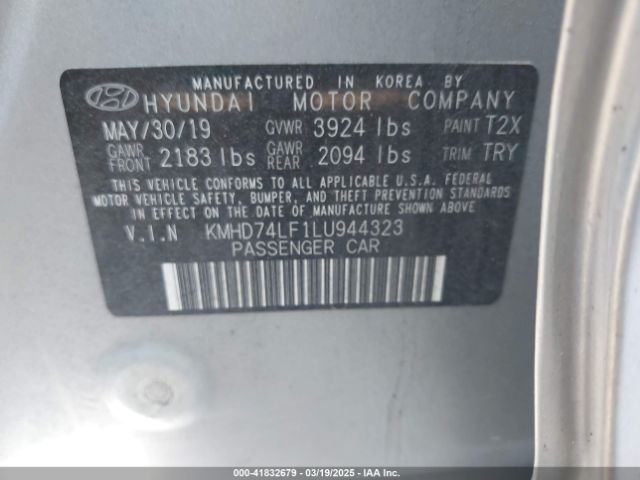 MANUFACTURED IN KOREA BY
HYUNDAI MOTOR COMPANY
MAY/30/19 GVWR 3924 lbs PAINT T2X
GAWR FRONT 2183 lbs GAWR REAR 2094 lbs TRIM TRY
THIS VEHICLE CONFORMS TO ALL APPLICABLE U.S.A. FEDERAL
MOTOR VEHICLE SAFETY, BUMPER, AND THEFT PREVENTION STANDARDS
IN EFFECT ON THE DATE OF MANUFACTURE SHOWN ABOVE
V.I.N KMHD74LF1LU944323
PASSENGER CAR
000-41832679 - 03/19/2025 - IAA Inc.